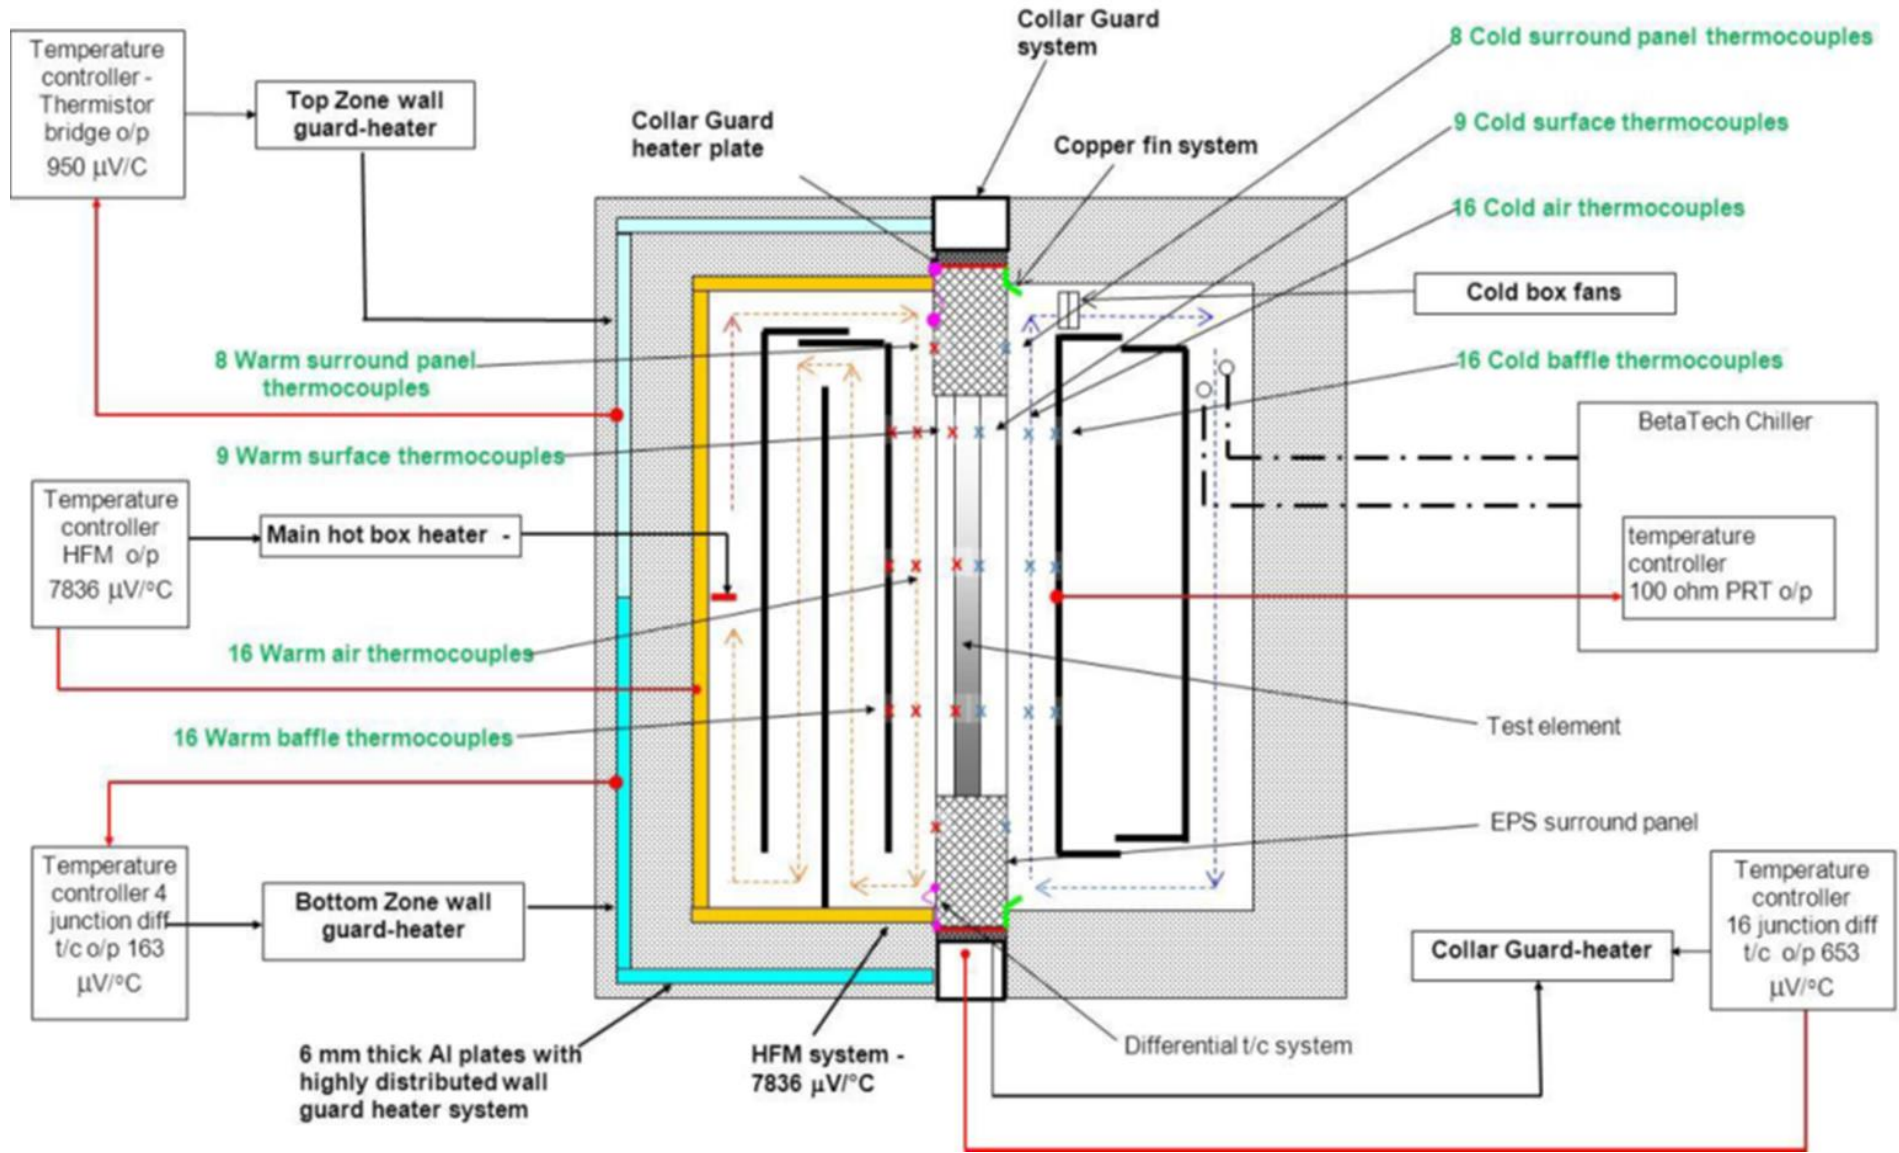 Temperature
controller -
Thermistor
bridge o/p
950 µV/C
Top Zone wall
guard-heater
Collar Guard
heater plate
Collar Guard
system
Copper fin system
8 Cold surround panel thermocouples
9 Cold surface thermocouples
16 Cold air thermocouples
Cold box fans
16 Cold baffle thermocouples
BetaTech Chiller
temperature
controller
100 ohm PRT o/p
8 Warm surround panel
thermocouples
9 Warm surface thermocouples
Temperature
controller
HFM o/p
7836 µV/°C
Main hot box heater -
16 Warm air thermocouples
16 Warm baffle thermocouples
Test element
EPS surround panel
Temperature
controller 4
junction diff
t/c o/p 163
µV/°C
Bottom Zone wall
guard-heater
Collar Guard-heater
Temperature
controller
16 junction diff
t/c o/p 653
µV/°C
6 mm thick Al plates with
highly distributed wall
guard heater system
HFM system -
7836 µV/°C
Differential t/c system